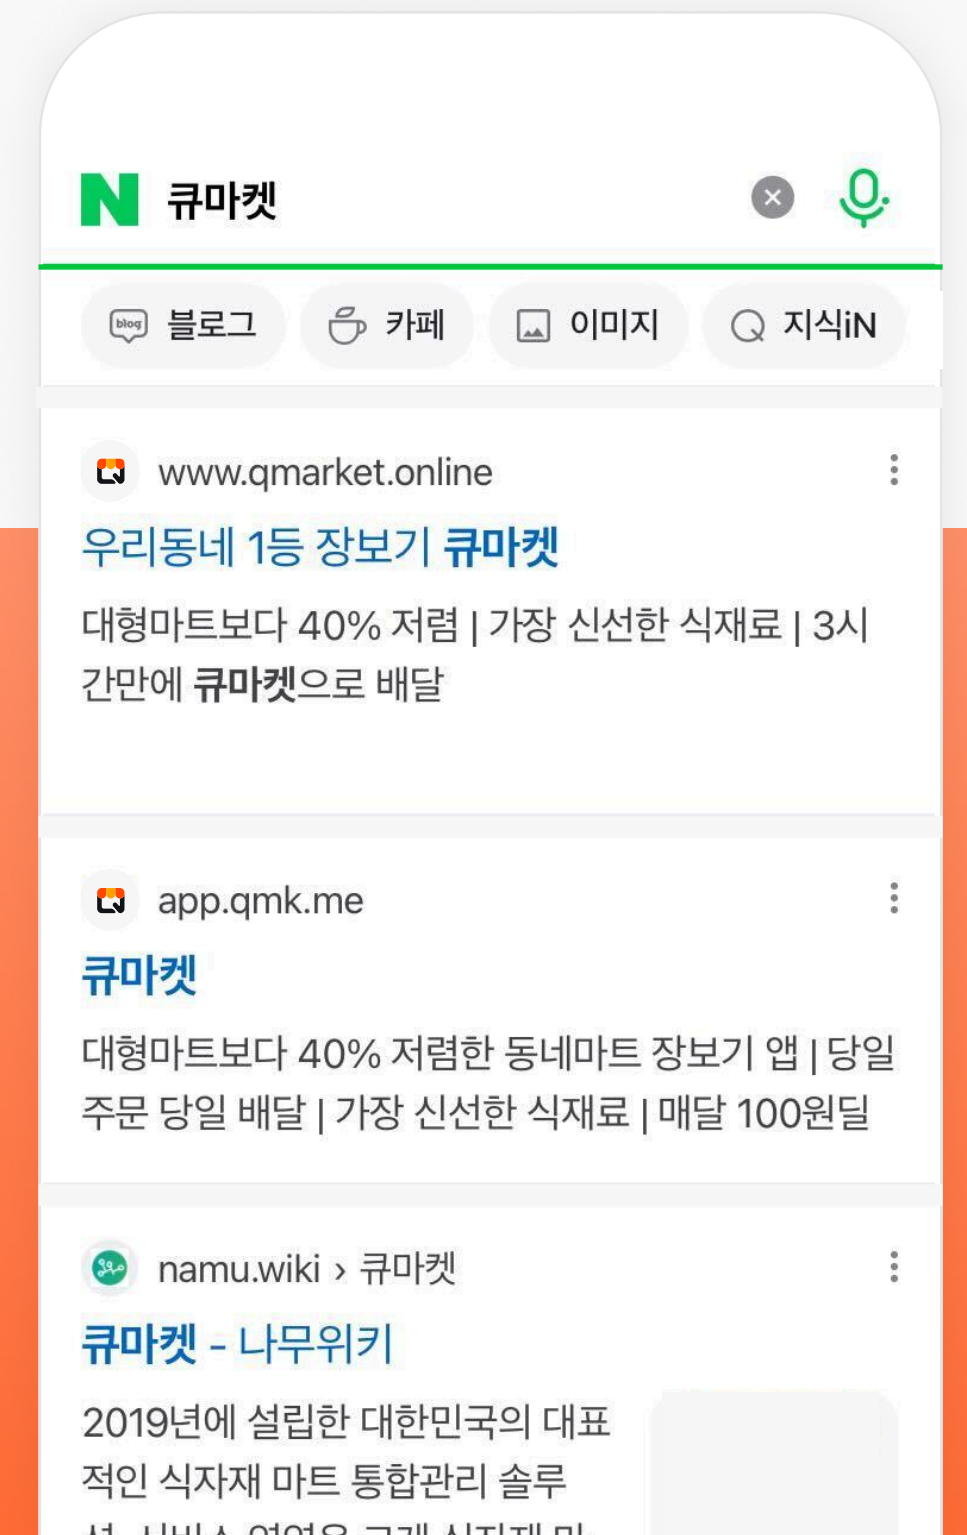 N 큐마켓
blog 블로그 카페 이미지 지식iN
www.qmarket.online
우리동네 1등 장보기 큐마켓
대형마트보다 40% 저렴 | 가장 신선한 식재료 | 3시
간만에 큐마켓으로 배달
app.qmk.me
큐마켓
대형마트보다 40% 저렴한 동네마트 장보기 앱 | 당일
주문 당일 배달 | 가장 신선한 식재료 | 매달 100원딜
namu.wiki › 큐마켓
큐마켓 - 나무위키
2019년에 설립한 대한민국의 대표
적인 식자재 마트 통합관리 솔루